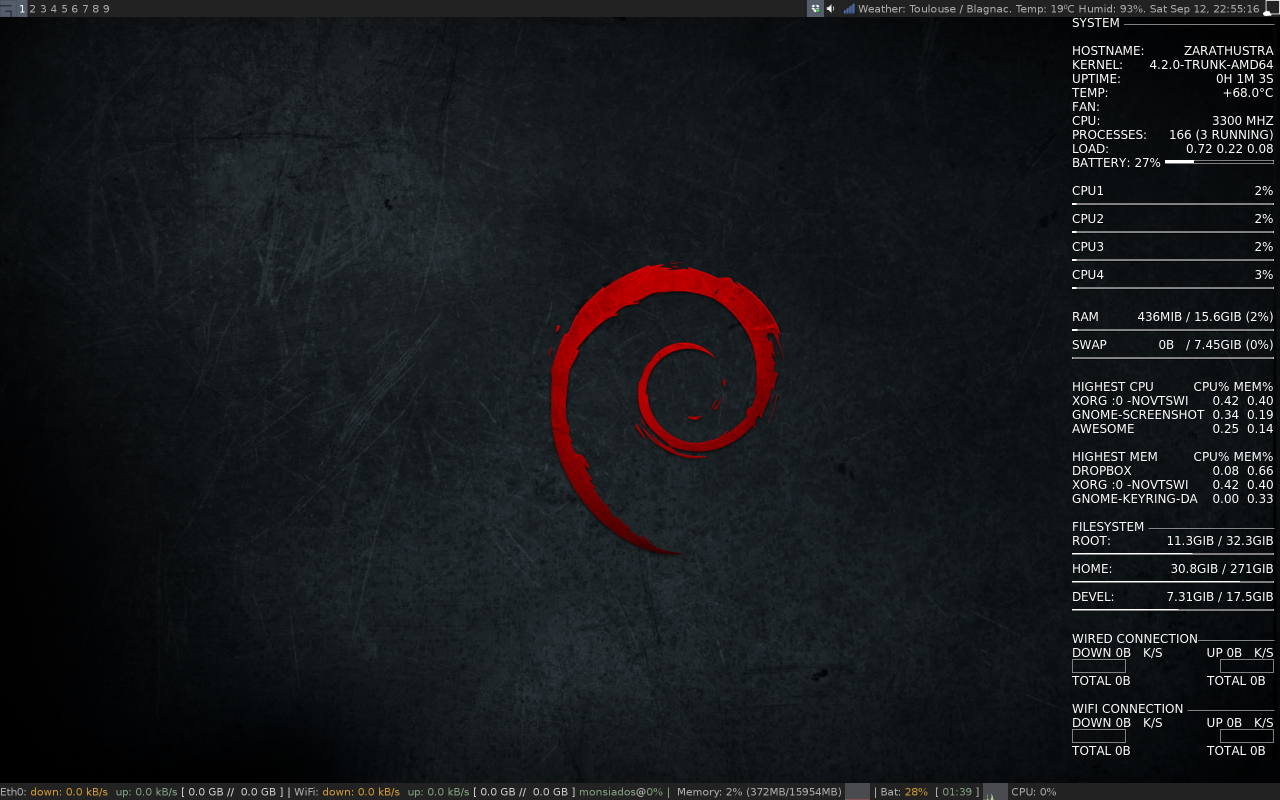 1 2 3 4 5 6 7 8 9
Weather: Toulouse / Blagnac. Temp: 19ºC Humid: 93%. Sat Sep 12, 22:55:16
SYSTEM
HOSTNAME: ZARATHUSTRA
KERNEL: 4.2.0-TRUNK-AMD64
UPTIME: 0H 1M 3S
TEMP: +68.0°C
FAN:
CPU: 3300 MHZ
PROCESSES: 166 (3 RUNNING)
LOAD: 0.72 0.22 0.08
BATTERY: 27%
CPU1 2%
CPU2 2%
CPU3 2%
CPU4 3%
RAM 436MIB / 15.6GIB (2%)
SWAP 0B / 7.45GIB (0%)
HIGHEST CPU CPU% MEM%
XORG :0 -NOVTSWI 0.42 0.40
GNOME-SCREENSHOT 0.34 0.19
AWESOME 0.25 0.14
HIGHEST MEM CPU% MEM%
DROPBOX 0.08 0.66
XORG :0 -NOVTSWI 0.42 0.40
GNOME-KEYRING-DA 0.00 0.33
FILESYSTEM
ROOT: 11.3GIB / 32.3GIB
HOME: 30.8GIB / 271GIB
DEVEL: 7.31GIB / 17.5GIB
WIRED CONNECTION
DOWN 0B K/S UP 0B K/S
TOTAL 0B TOTAL 0B
WIFI CONNECTION
DOWN 0B K/S UP 0B K/S
TOTAL 0B TOTAL 0B
Eth0: down: 0.0 kB/s up: 0.0 kB/s [ 0.0 GB // 0.0 GB ] | WiFi: down: 0.0 kB/s up: 0.0 kB/s [ 0.0 GB // 0.0 GB ] monsiados@0% | Memory: 2% (372MB/15954MB) | Bat: 28% [ 01:39 ] CPU: 0%